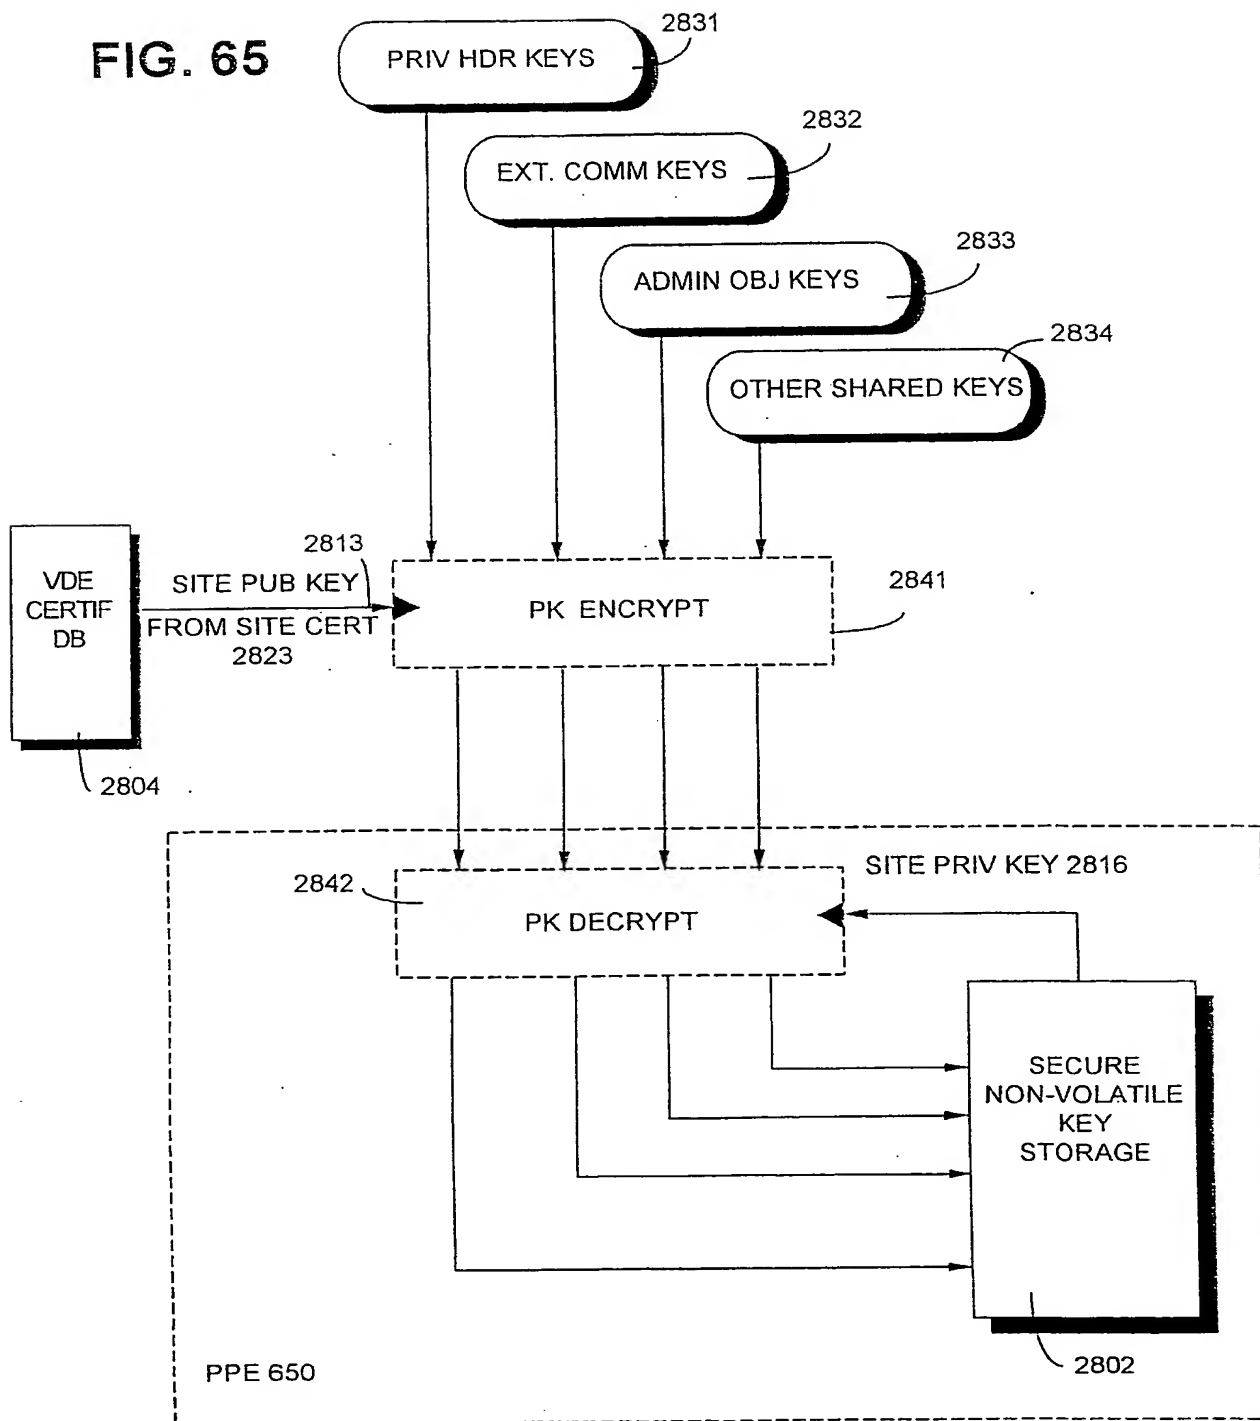 FIG. 65
2831
PRIV HDR KEYS
2832
EXT. COMM KEYS
2833
ADMIN OBJ KEYS
2834
OTHER SHARED KEYS
2813
VDE
CERTIF
DB
SITE PUB KEY
FROM SITE CERT
2823
PK ENCRYPT
2841
2804
SITE PRIV KEY 2816
2842
PK DECRYPT
SECURE
NON-VOLATILE
KEY
STORAGE
2802
PPE 650